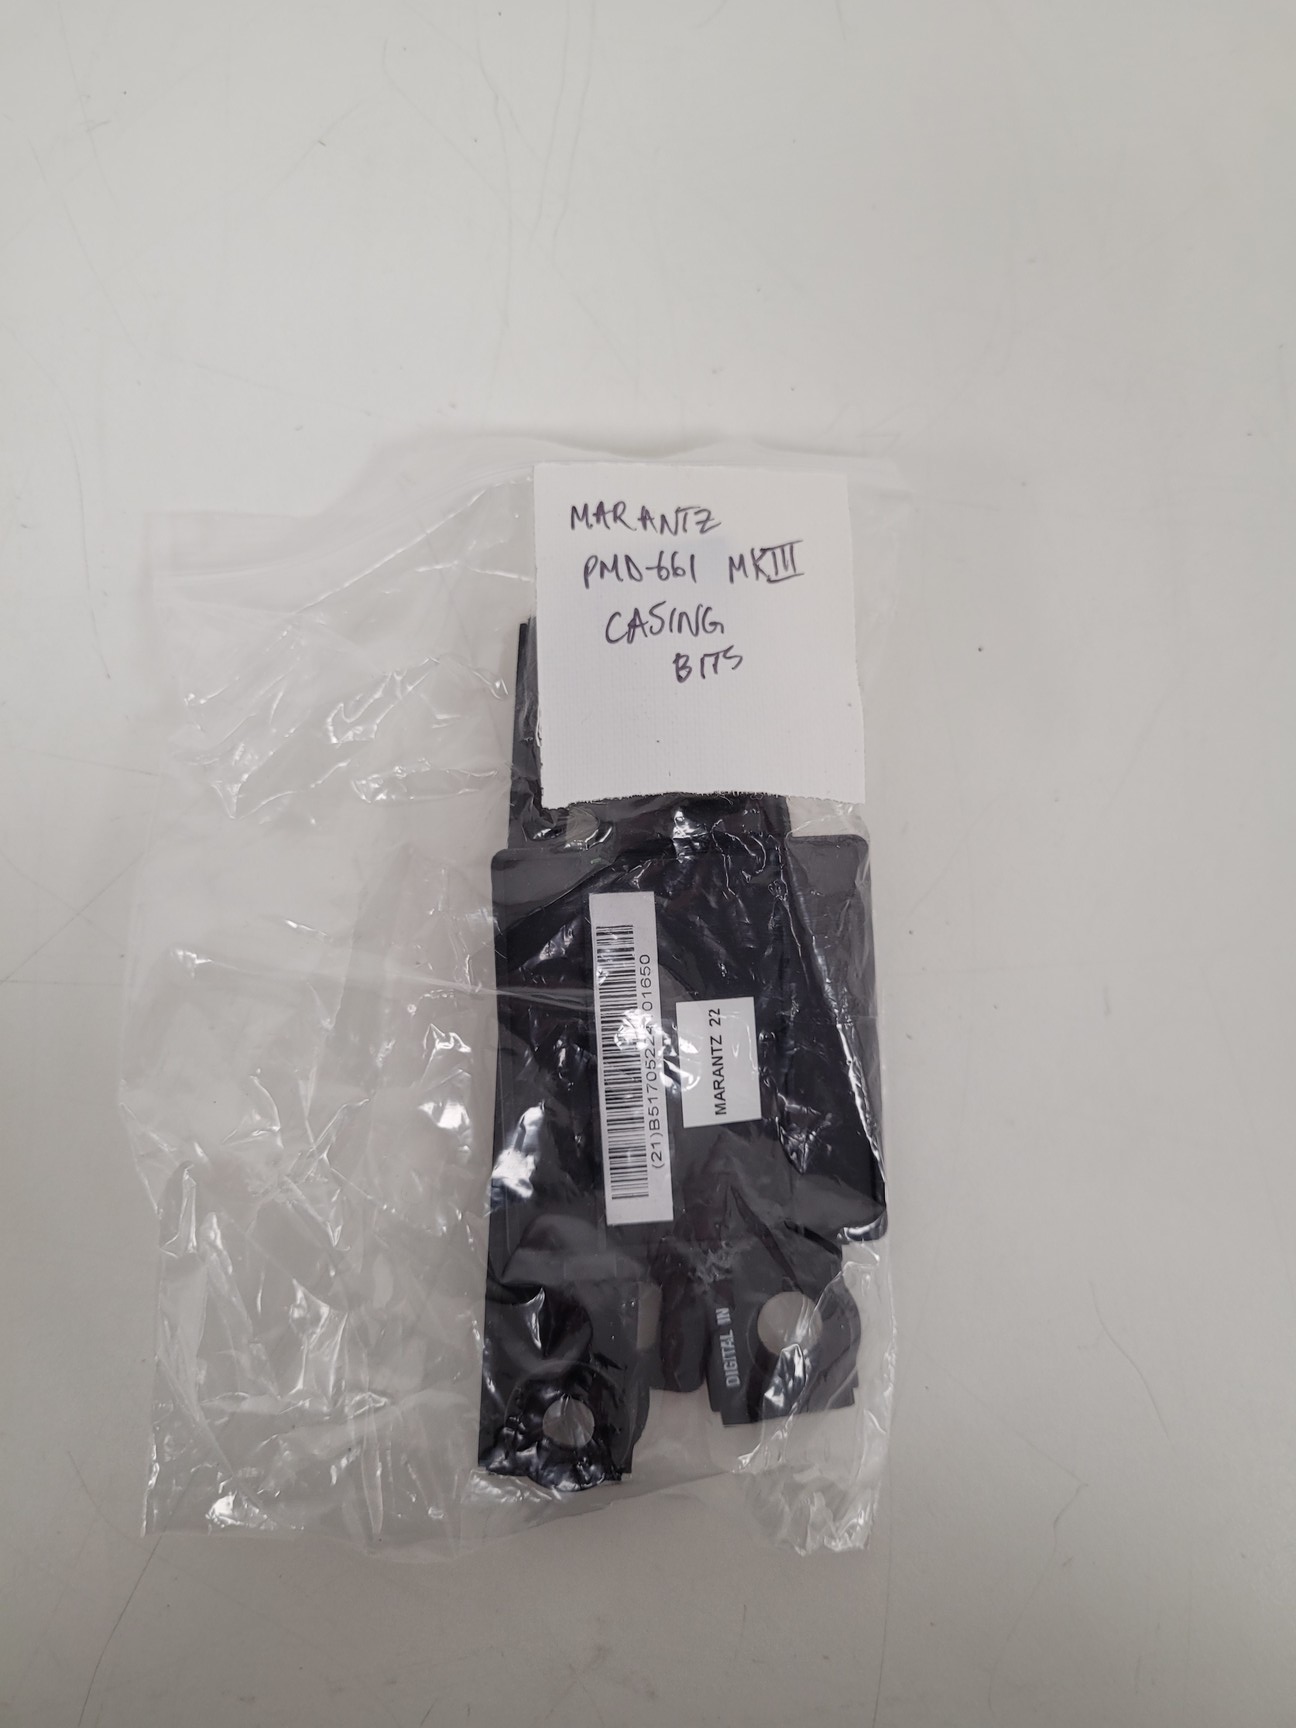 MARANTZ
PMD-661 MKIII
CASING
BITS
MARANTZ 22
DIGITAL IN